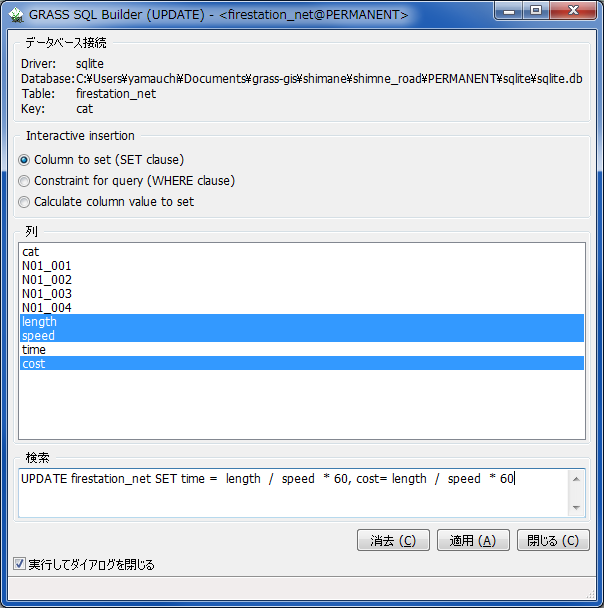 GRASS SQL Builder (UPDATE) - <firestation_net@PERMANENT>
データベース接続
Driver: sqlite
Database:C:¥Users¥yamauchi¥Documents¥grass-gis¥shimane¥shimne_road¥PERMANENT¥sqlite¥sqlite.db
Table: firestation_net
Key: cat
Interactive insertion
Column to set (SET clause)
Constraint for query (WHERE clause)
Calculate column value to set
列
cat
N01_001
N01_002
N01_003
N01_004
length
speed
time
cost
検索
UPDATE firestation_net SET time = length / speed * 60, cost= length / speed * 60
消去 (C) 適用 (A) 閉じる (C)
実行してダイアログを閉じる